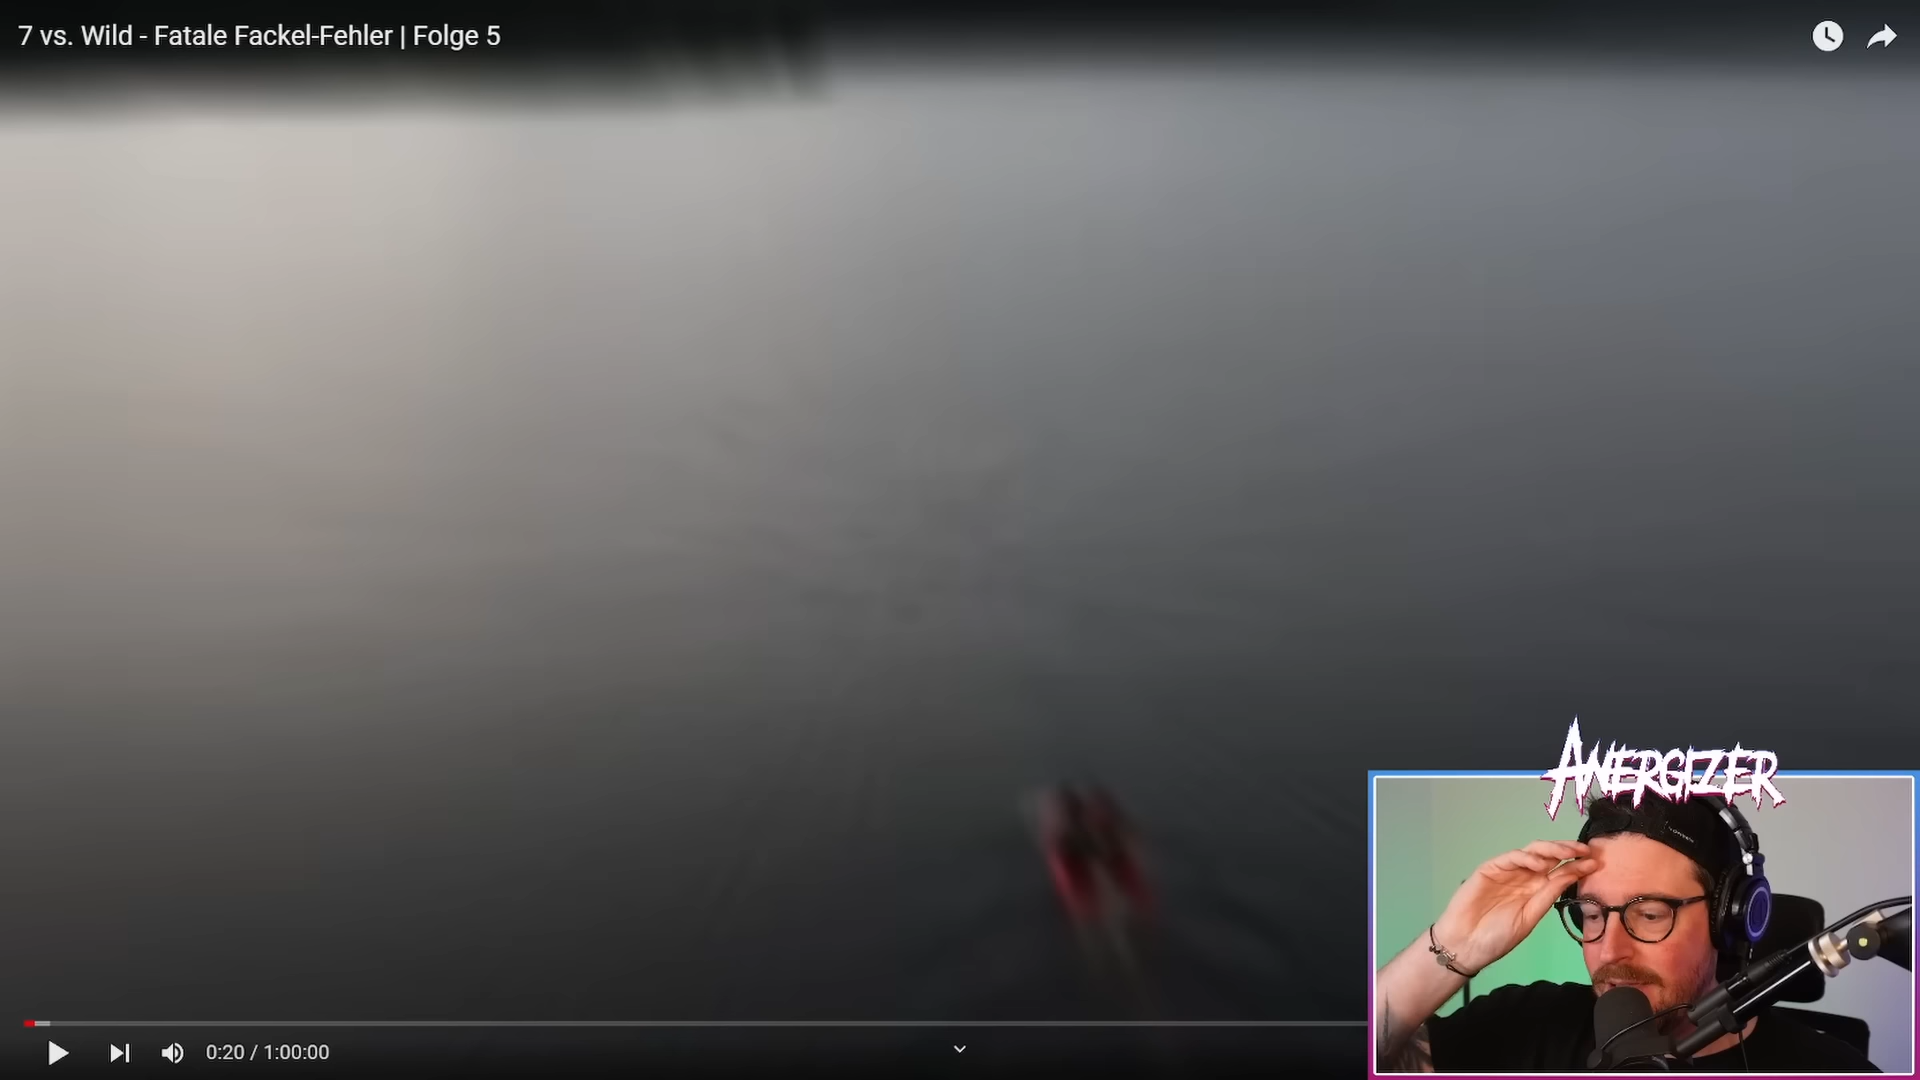 7 vs. Wild - Fatale Fackel-Fehler | Folge 5
ANERGIZER
0:20 / 1:00:00